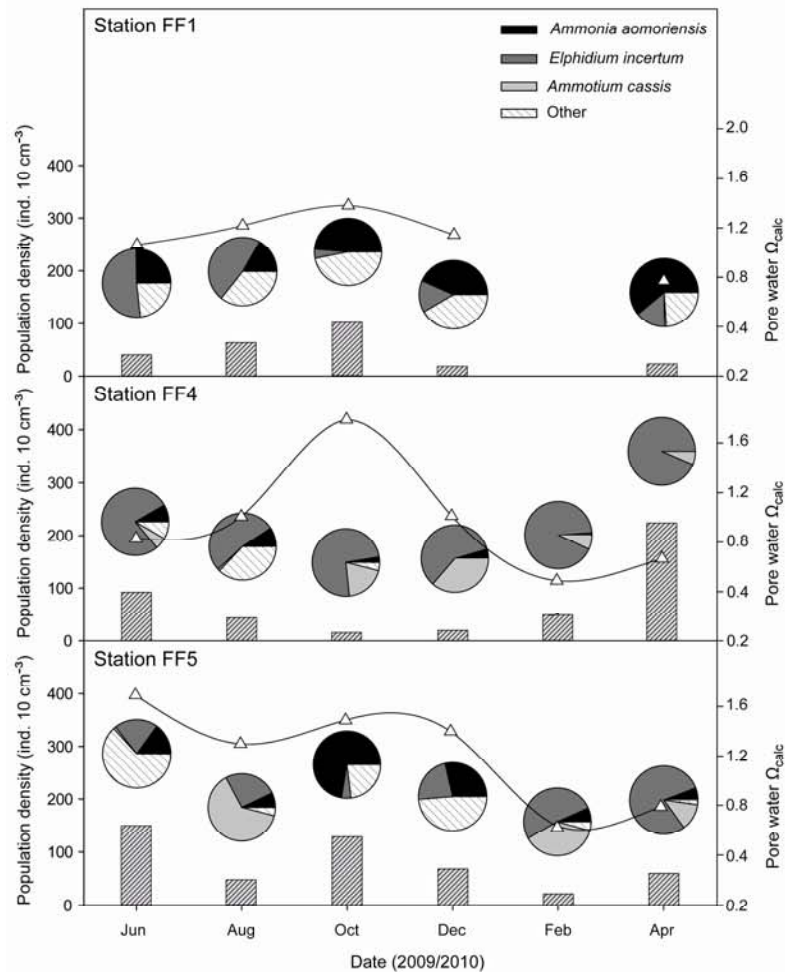 Station FF1
Ammonia aomoriensis
Elphidium incertum
Ammotium cassis
Other
Population density (ind. 10 cm⁻³)
400
300
200
100
0
2.0
1.6
1.2
0.8
0.4
0.2
Pore water Ω calc
Station FF4
Population density (ind. 10 cm⁻³)
400
300
200
100
0
1.6
1.2
0.8
0.4
0.2
Pore water Ω calc
Station FF5
Population density (ind. 10 cm⁻³)
400
300
200
100
0
1.6
1.2
0.8
0.4
0.2
Pore water Ω calc
Jun Aug Oct Dec Feb Apr
Date (2009/2010)